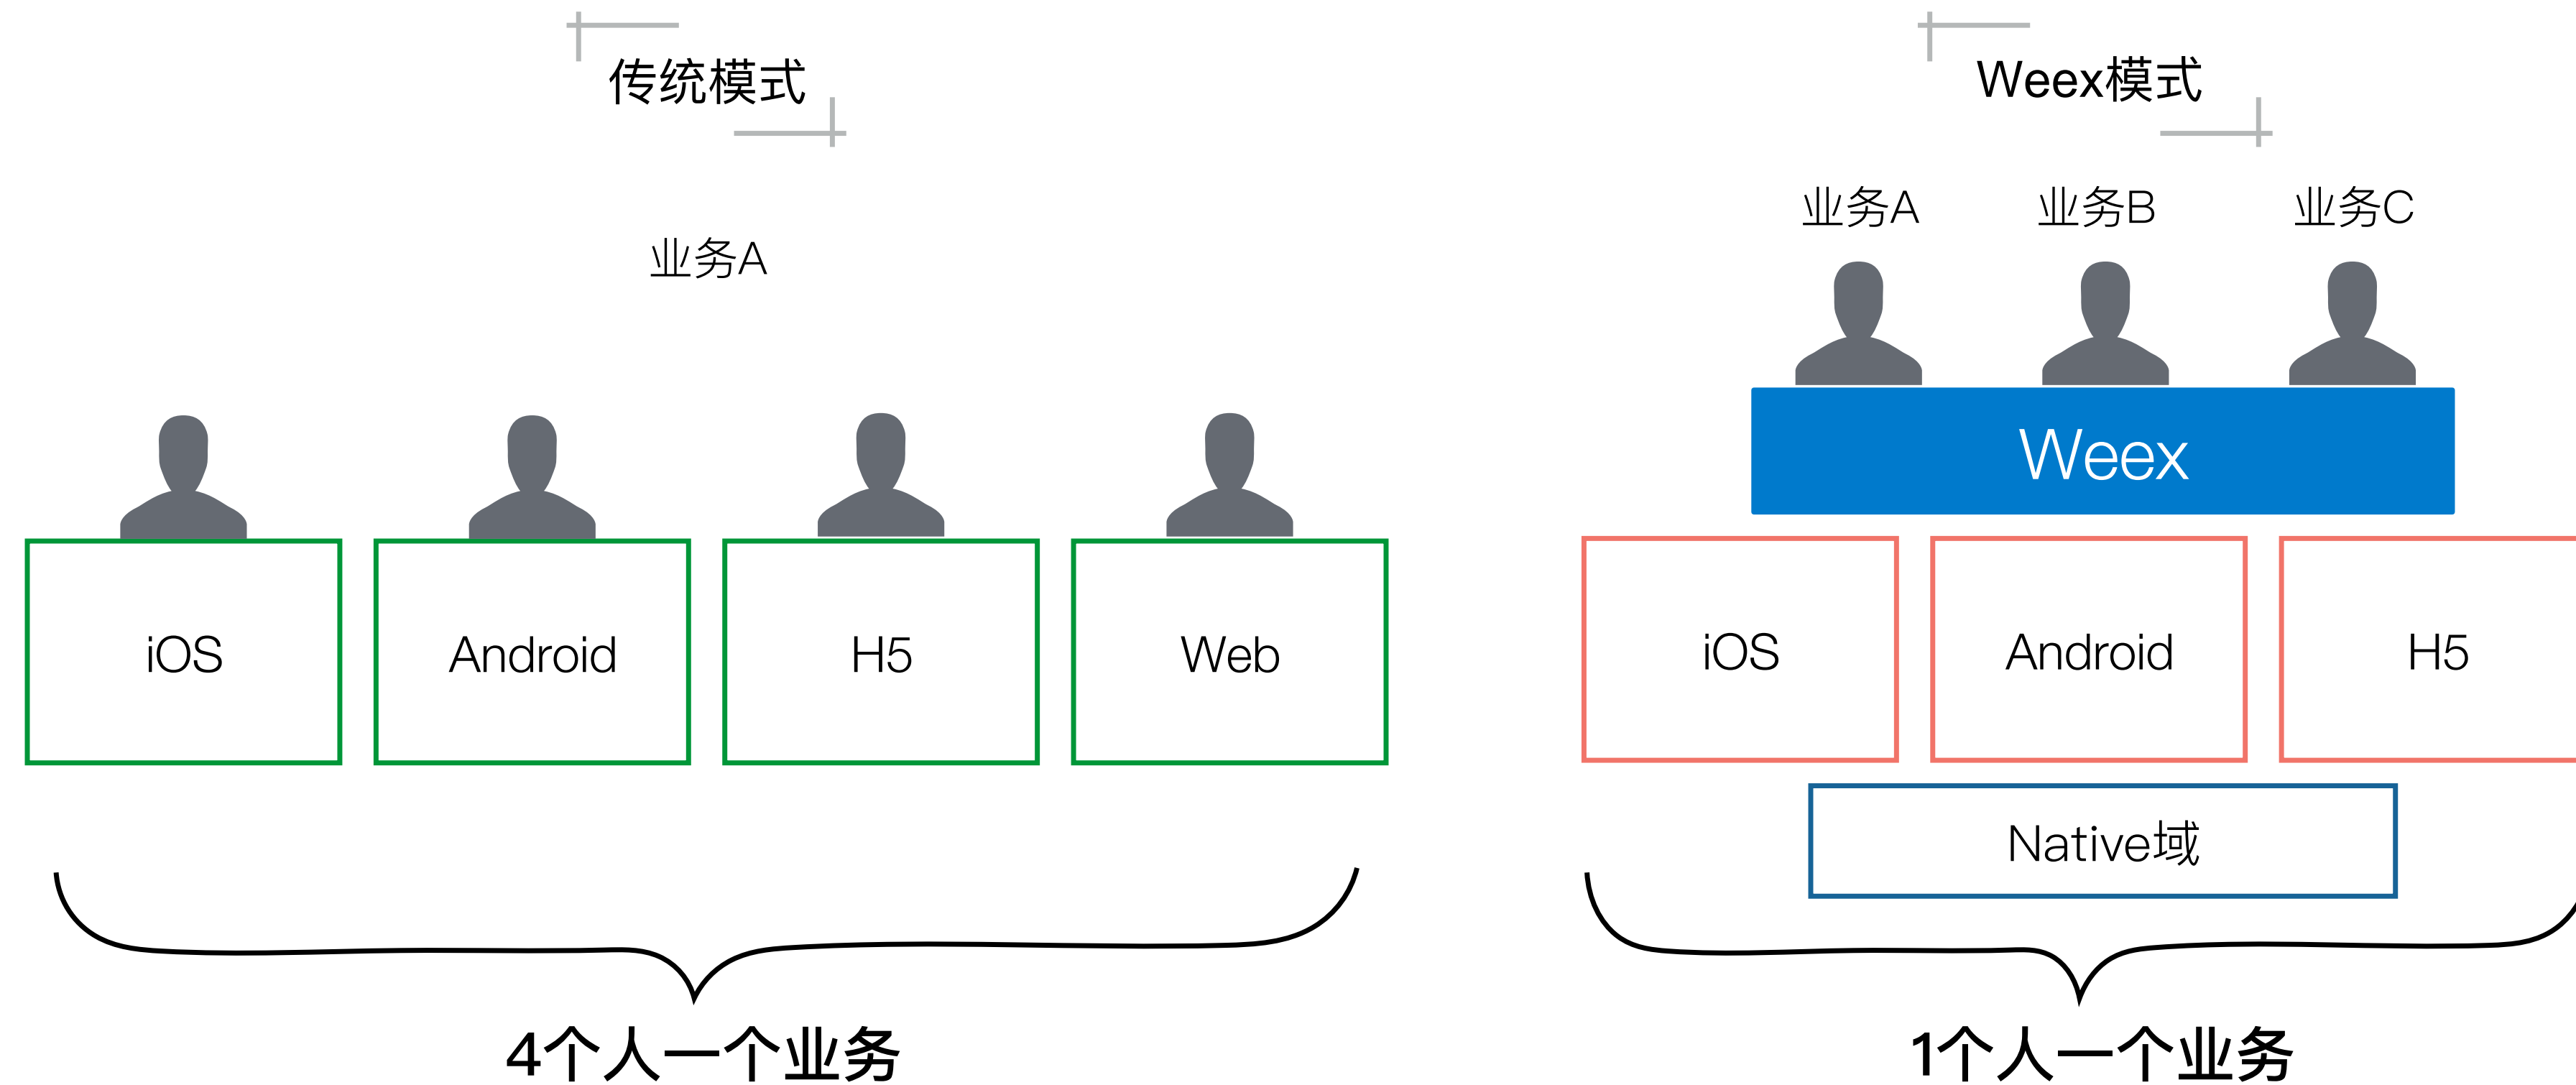 传统模式
业务A
iOS
Android
H5
Web
4个人一个业务
Weex模式
业务A
业务B
业务C
Weex
iOS
Android
H5
Native域
1个人一个业务